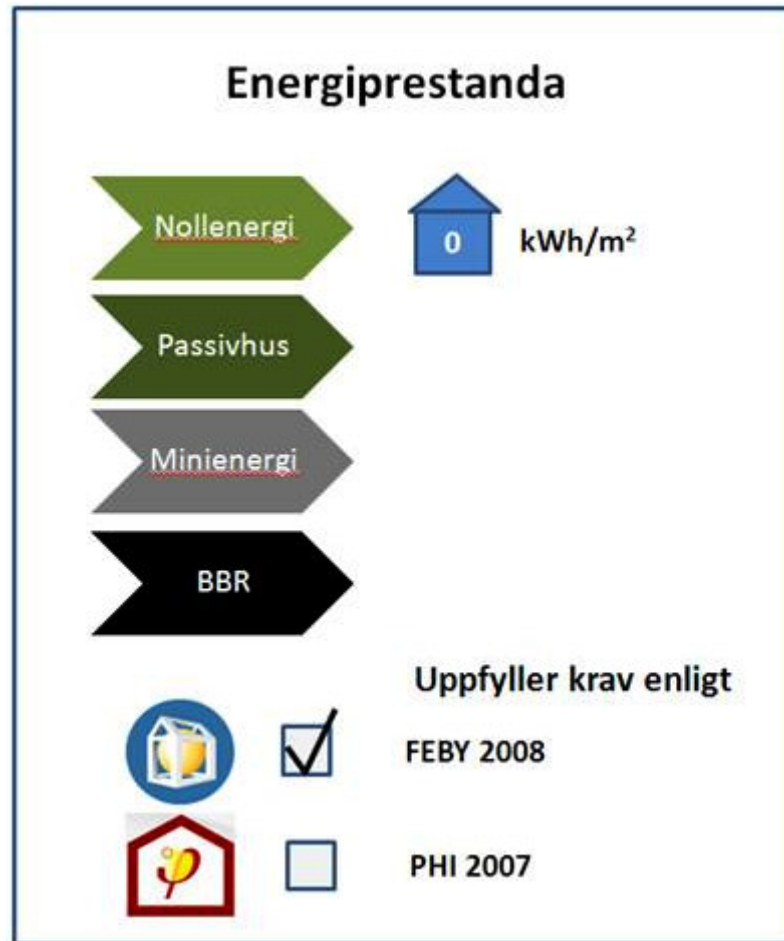 Energiprestanda
Nollenergi
0 kWh/m²
Passivhus
Minienergi
BBR
Uppfyller krav enligt
FEBY 2008
φ
PHI 2007